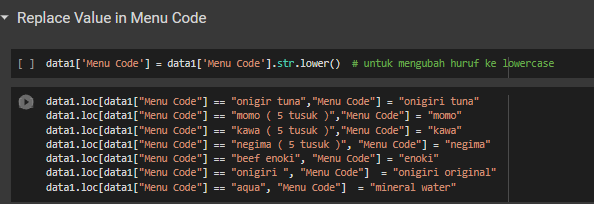 Replace Value in Menu Code
[ ] data1['Menu Code'] = data1['Menu Code'].str.lower()  # untuk mengubah huruf ke lowercase
data1.loc[data1["Menu Code"] == "onigir tuna","Menu Code"] = "onigiri tuna"
data1.loc[data1["Menu Code"] == "momo ( 5 tusuk )","Menu Code"] = "momo"
data1.loc[data1["Menu Code"] == "kawa ( 5 tusuk )","Menu Code"] = "kawa"
data1.loc[data1["Menu Code"] == "negima ( 5 tusuk )", "Menu Code"] = "negima"
data1.loc[data1["Menu Code"] == "beef enoki", "Menu Code"] = "enoki"
data1.loc[data1["Menu Code"] == "onigiri ", "Menu Code"]  = "onigiri original"
data1.loc[data1["Menu Code"] == "aqua", "Menu Code"]  = "mineral water"